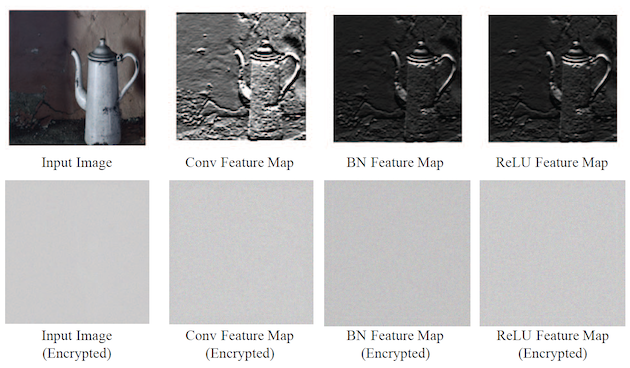 Input Image
Conv Feature Map
BN Feature Map
ReLU Feature Map
Input Image
(Encrypted)
Conv Feature Map
(Encrypted)
BN Feature Map
(Encrypted)
ReLU Feature Map
(Encrypted)